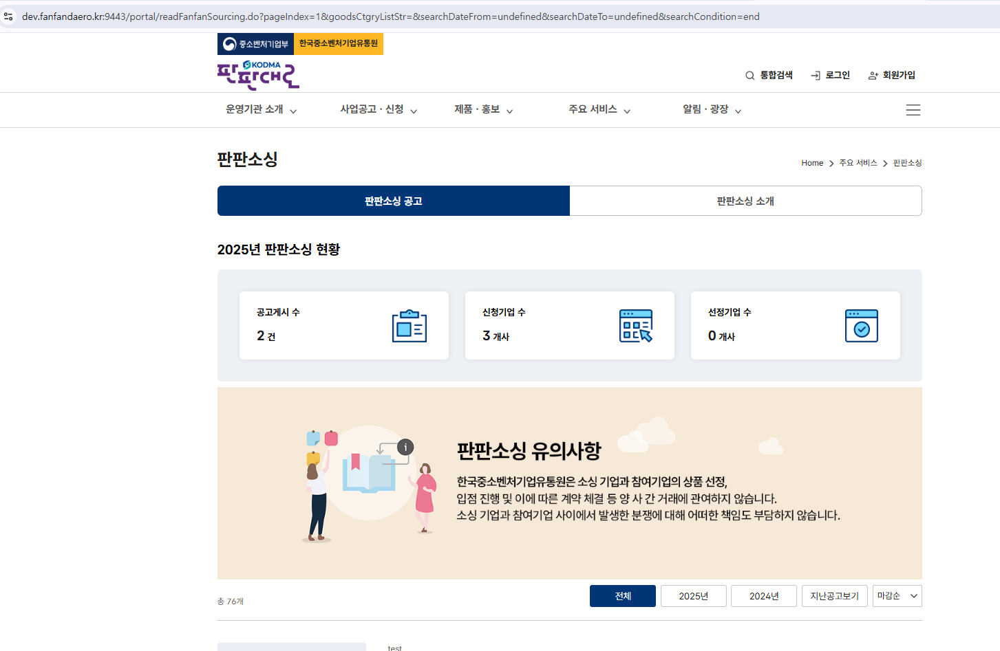 dev.fanfandaero.kr:9443/portal/readFanfanSourcing.do?pageIndex=1&goodsCtgryListStr=&searchDateFrom=undefined&searchDateTo=undefined&searchCondition=end
중소벤처기업부 한국중소벤처기업유통원
KODMA
판판대로
통합검색 로그인 회원가입
운영기관 소개 사업공고 · 신청 제품 · 홍보 주요 서비스 알림 · 광장
판판소싱
Home > 주요 서비스 > 판판소싱
판판소싱 공고 판판소싱 소개
2025년 판판소싱 현황
공고게시 수 신청기업 수 선정기업 수
2 건 3 개사 0 개사
i
판판소싱 유의사항
한국중소벤처기업유통원은 소싱 기업과 참여기업의 상품 선정,
입점 진행 및 이에 따른 계약 체결 등 양 사 간 거래에 관여하지 않습니다.
소싱 기업과 참여기업 사이에서 발생한 분쟁에 대해 어떠한 책임도 부담하지 않습니다.
총 76개 전체 2025년 2024년 지난공고보기 마감순
test